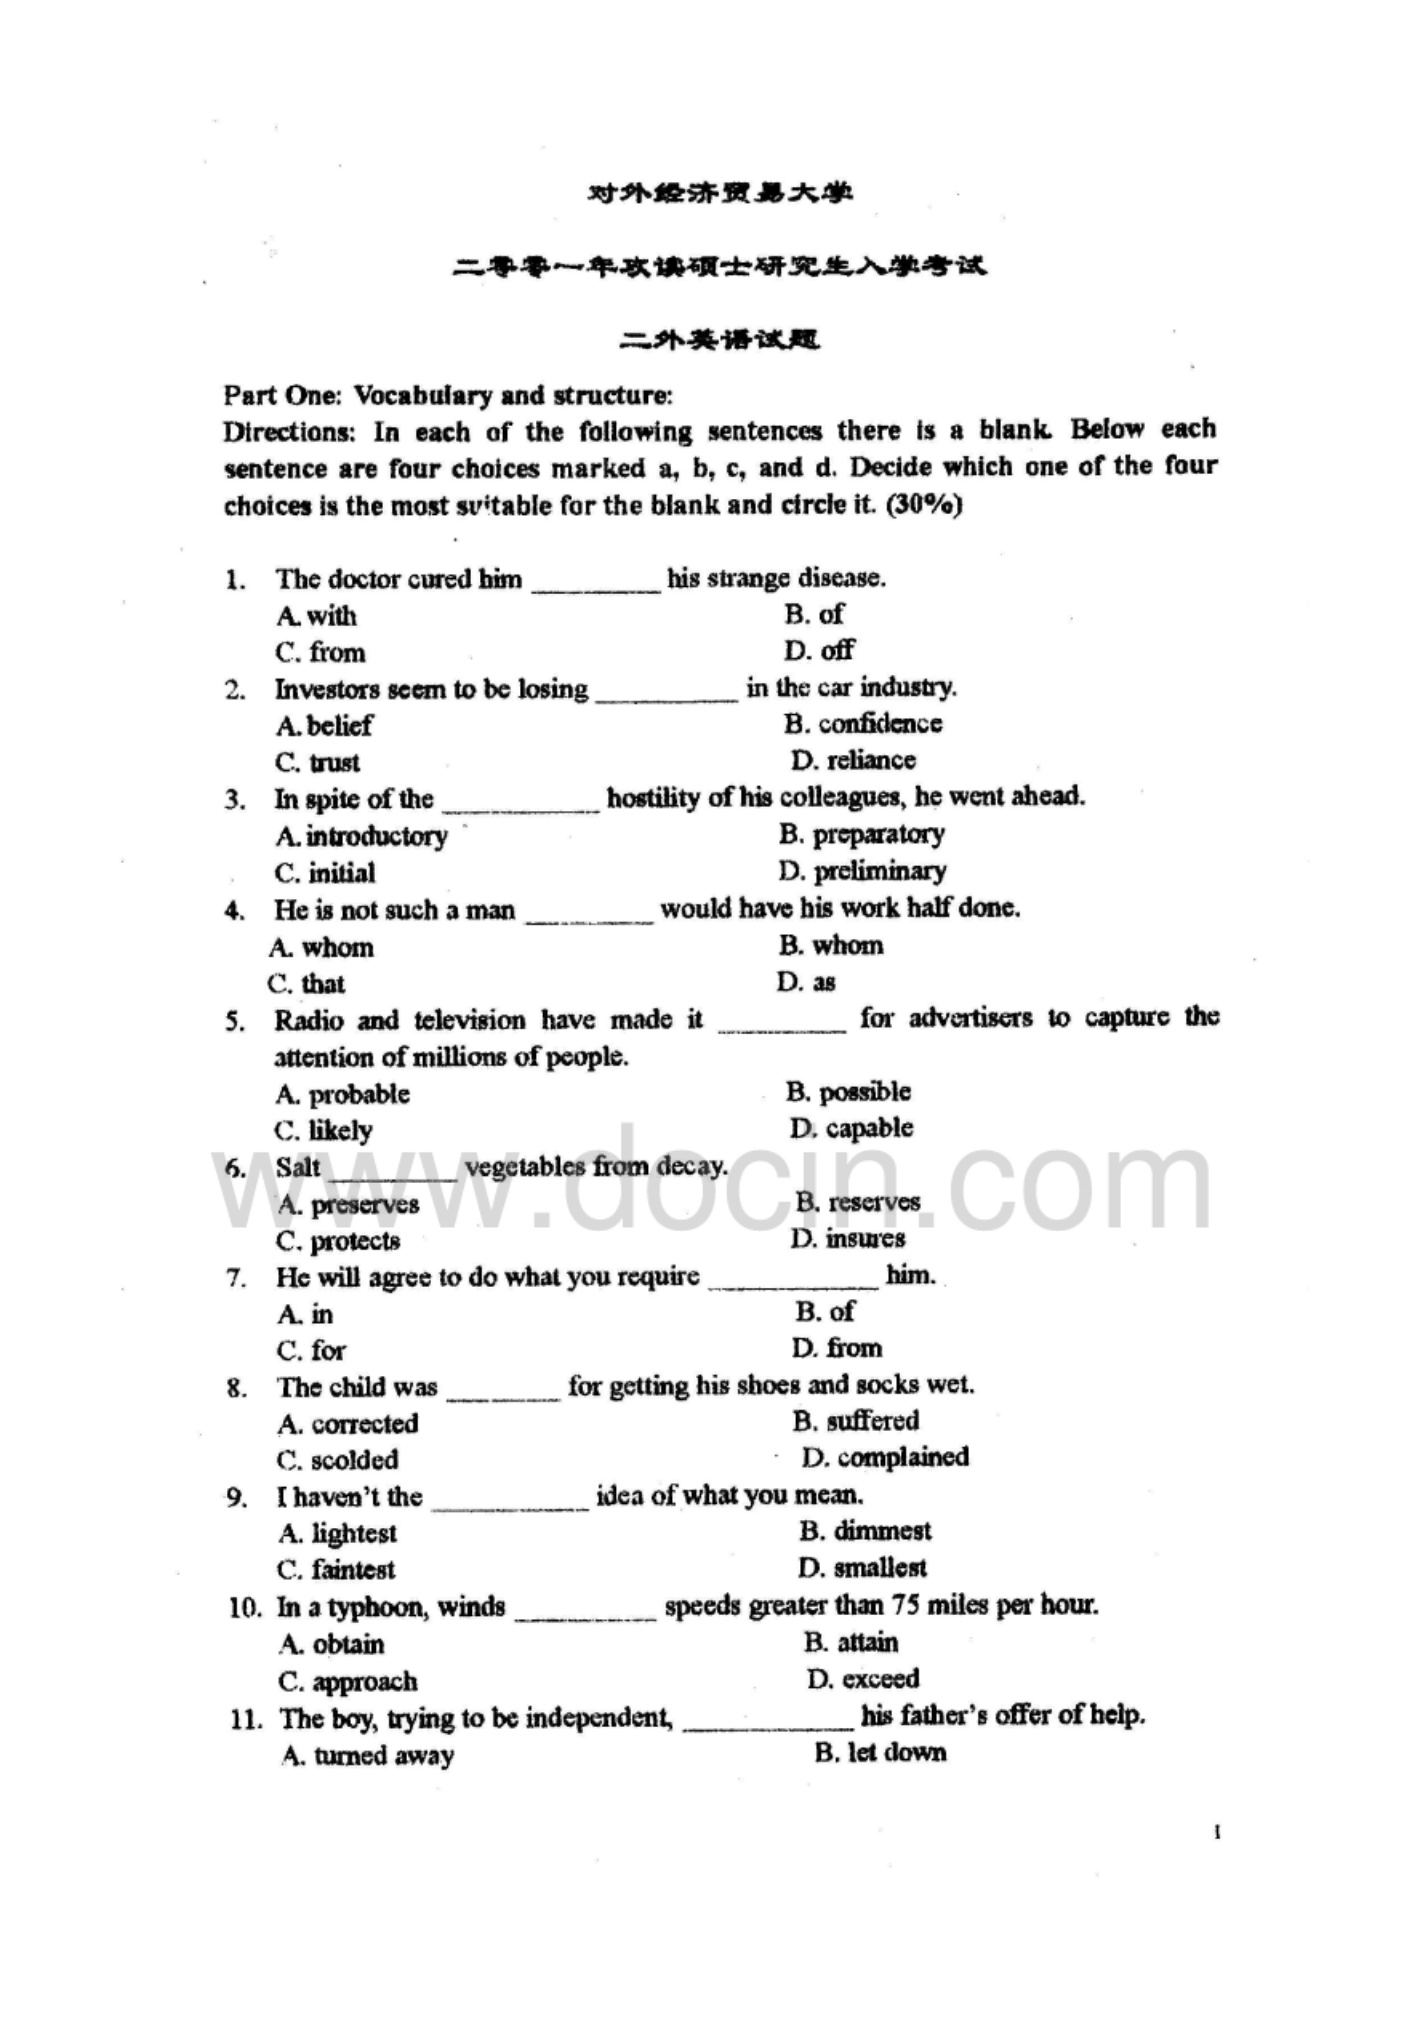 对外经济贸易大学
二零零一年攻读硕士研究生入学考试
二外英语试题
Part One: Vocabulary and structure:
Directions: In each of the following sentences there is a blank. Below each
sentence are four choices marked a, b, c, and d. Decide which one of the four
choices is the most suitable for the blank and circle it. (30%)
1. The doctor cured him _________ his strange disease.
A. with B. of
C. from D. off
2. Investors seem to be losing __________ in the car industry.
A. belief B. confidence
C. trust D. reliance
3. In spite of the ___________ hostility of his colleagues, he went ahead.
A. introductory B. preparatory
C. initial D. preliminary
4. He is not such a man _________ would have his work half done.
A. whom B. whom
C. that D. as
5. Radio and television have made it _________ for advertisers to capture the
attention of millions of people.
A. probable B. possible
C. likely D. capable
6. Salt _________ vegetables from decay.
A. preserves B. reserves
C. protects D. insures
7. He will agree to do what you require ____________ him.
A. in B. of
C. for D. from
8. The child was ________ for getting his shoes and socks wet.
A. corrected B. suffered
C. scolded D. complained
9. I haven't the ___________ idea of what you mean.
A. lightest B. dimmest
C. faintest D. smallest
10. In a typhoon, winds __________ speeds greater than 75 miles per hour.
A. obtain B. attain
C. approach D. exceed
11. The boy, trying to be independent, ____________ his father's offer of help.
A. turned away B. let down
1
www.docin.com